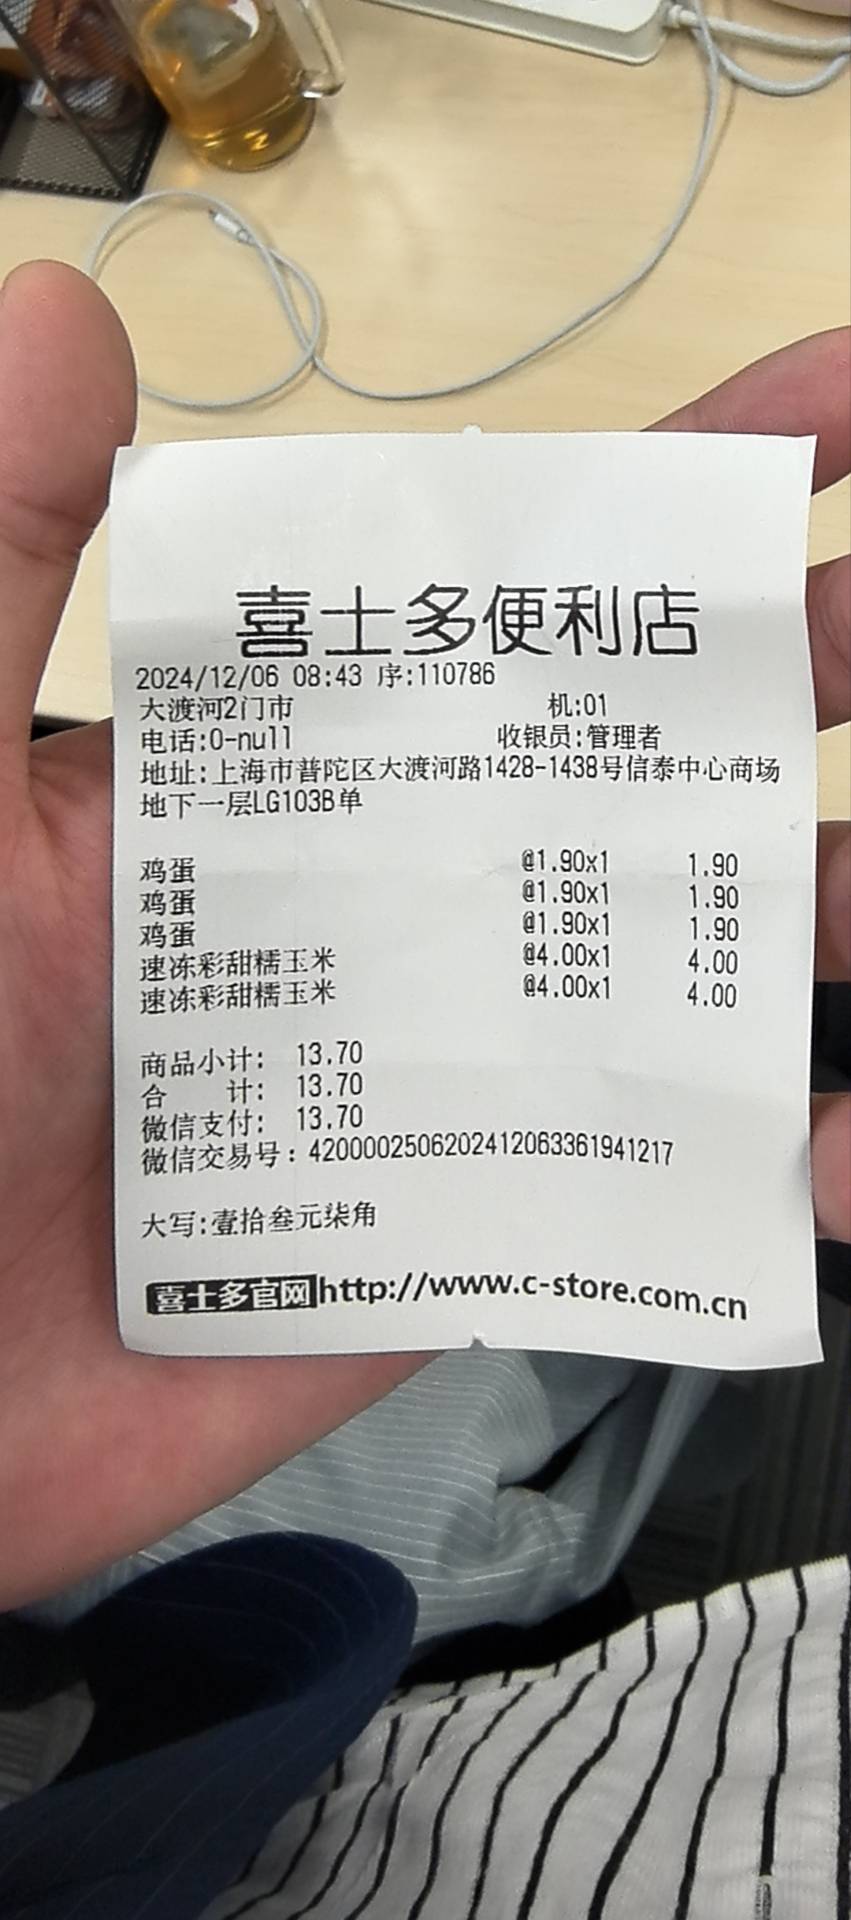 喜士多便利店
2024/12/06 08:43 序:110786
大渡河2门市 机:01
电话:0-null 收银员:管理者
地址:上海市普陀区大渡河路1428-1438号信泰中心商场
地下一层LG103B单
鸡蛋 @1.90x1 1.90
鸡蛋 @1.90x1 1.90
鸡蛋 @1.90x1 1.90
速冻彩甜糯玉米 @4.00x1 4.00
速冻彩甜糯玉米 @4.00x1 4.00
商品小计: 13.70
合 计: 13.70
微信支付: 13.70
微信交易号:4200002506202412063361941217
大写:壹拾叁元柒角
喜士多官网http://www.c-store.com.cn